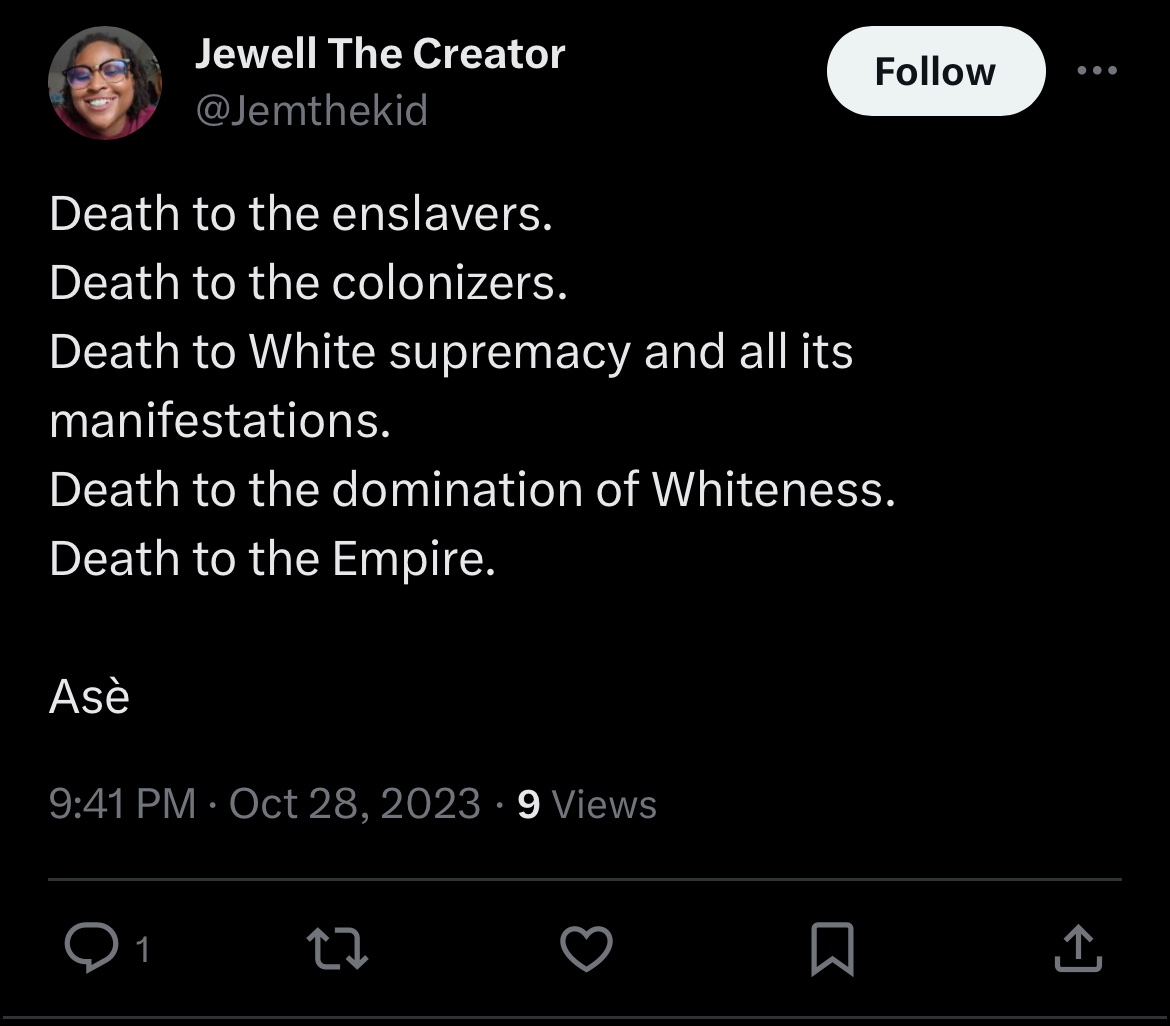 Jewell The Creator
@Jemthekid
Follow
Death to the enslavers.
Death to the colonizers.
Death to White supremacy and all its
manifestations.
Death to the domination of Whiteness.
Death to the Empire.
Asè
9:41 PM · Oct 28, 2023 · 9 Views
1